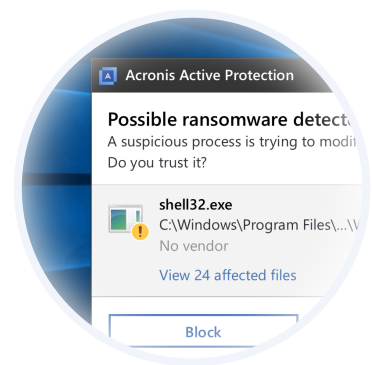 Acronis Active Protection
Possible ransomware detect
A suspicious process is trying to modi
Do you trust it?
shell32.exe
C:\Windows\Program Files\...\
No vendor
View 24 affected files
Block